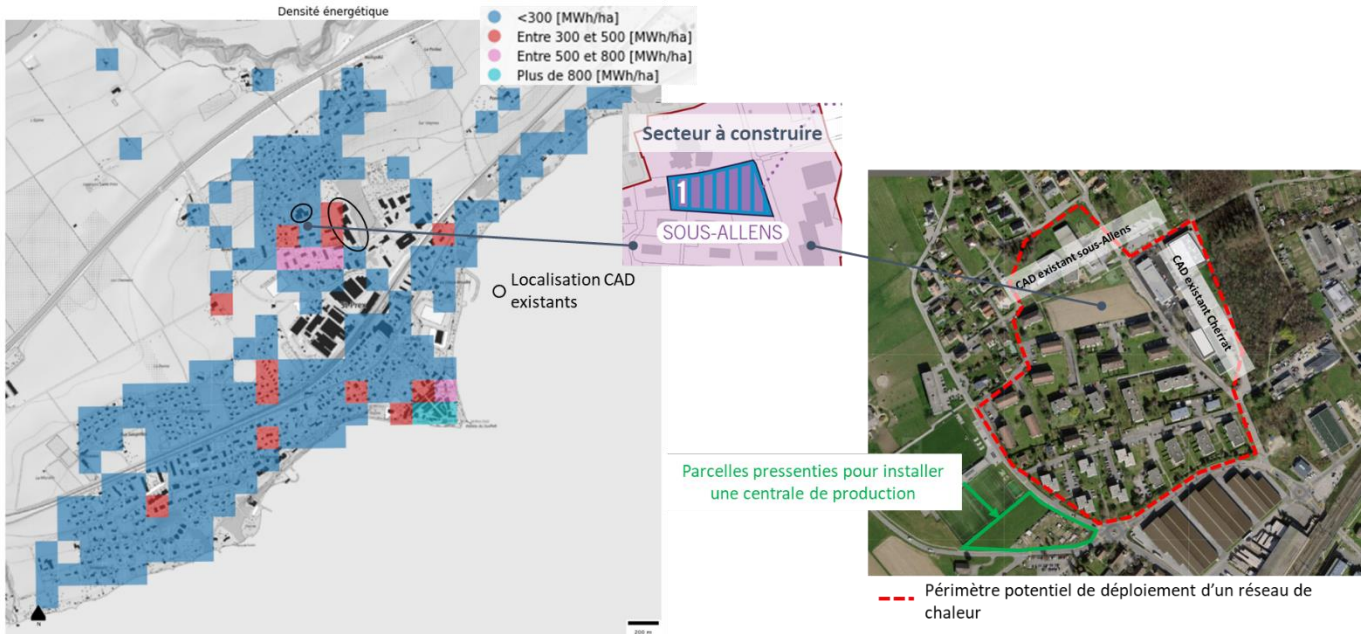 Densité énergétique
<300 [MWh/ha]
Entre 300 et 500 [MWh/ha]
Entre 500 et 800 [MWh/ha]
Plus de 800 [MWh/ha]
Secteur à construire
1
SOUS-ALLENS
Localisation CAD
existants
CAD existant sous-Allens
CAD existant Cherrat
Parcelles pressenties pour installer
une centrale de production
Périmètre potentiel de déploiement d'un réseau de
chaleur
N
200 m